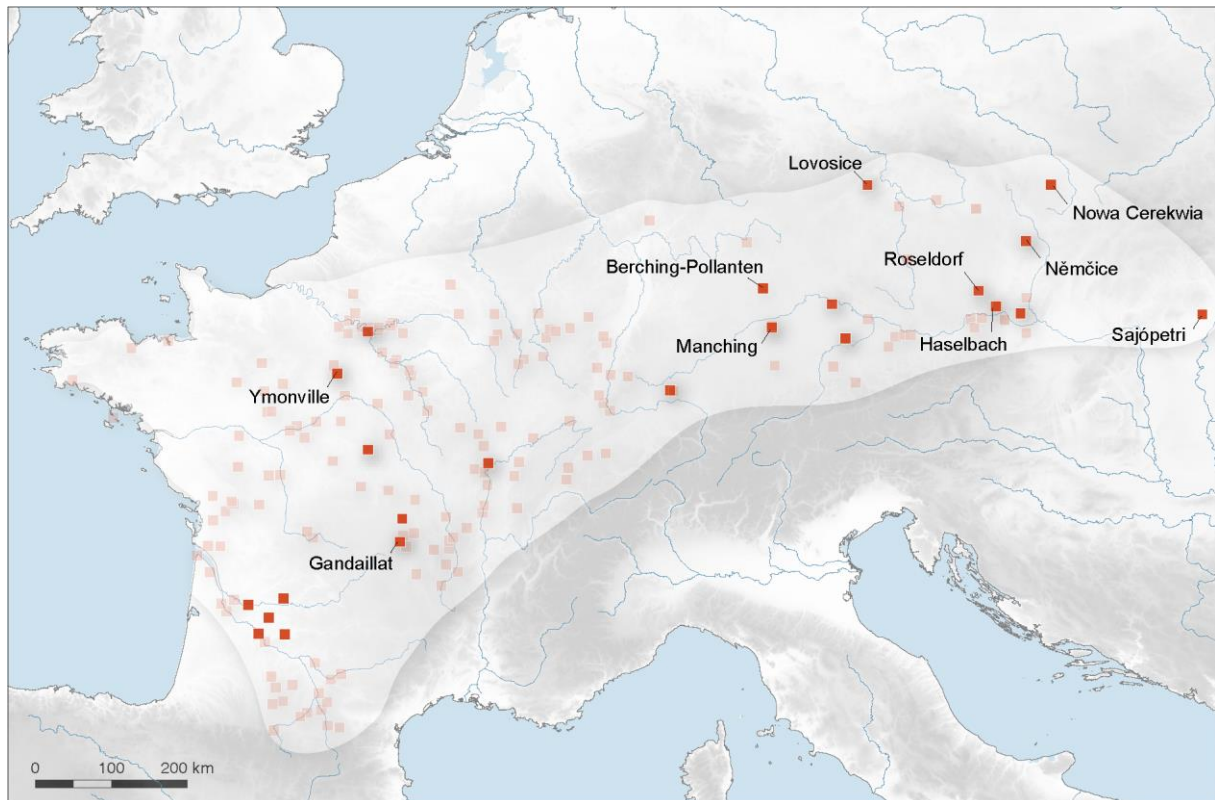 Lovosice
Nowa Cerekwia
Němčice
Roseldorf
Berching-Pollanten
Sajópetri
Haselbach
Manching
Ymonville
Gandaillat
0 100 200 km